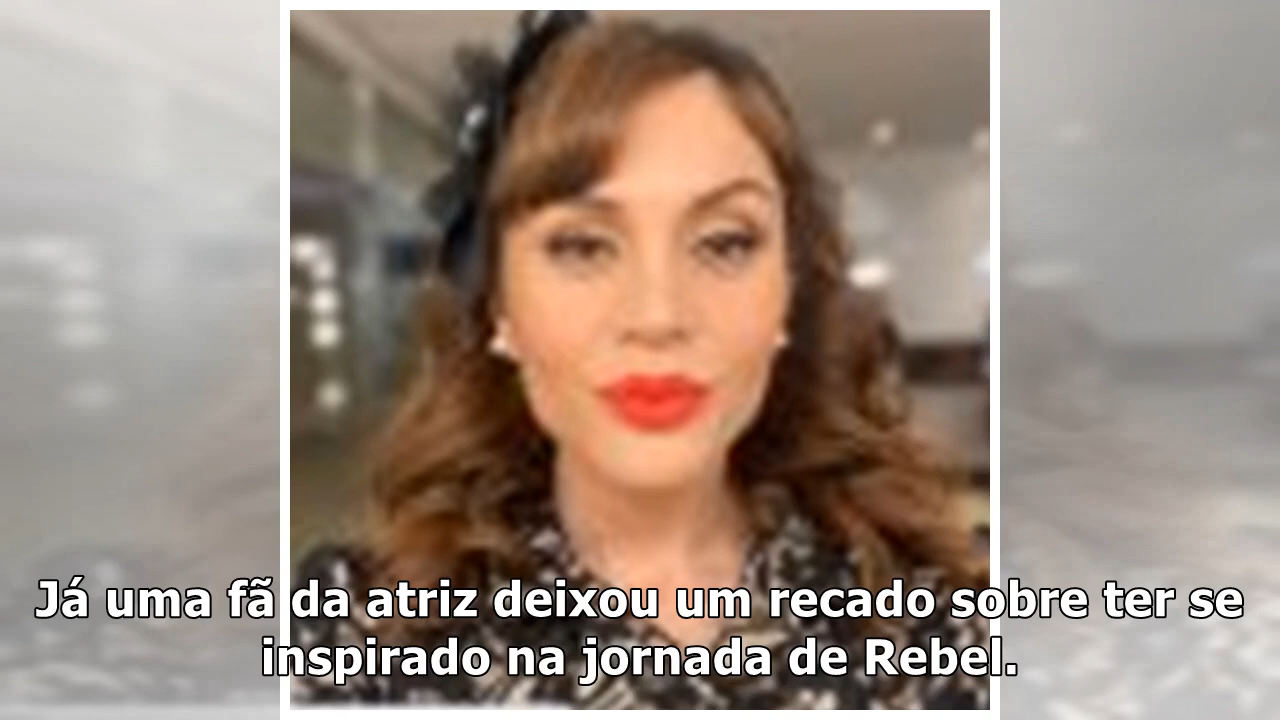 Já uma fã da atriz deixou um recado sobre ter se
inspirado na jornada de Rebel.